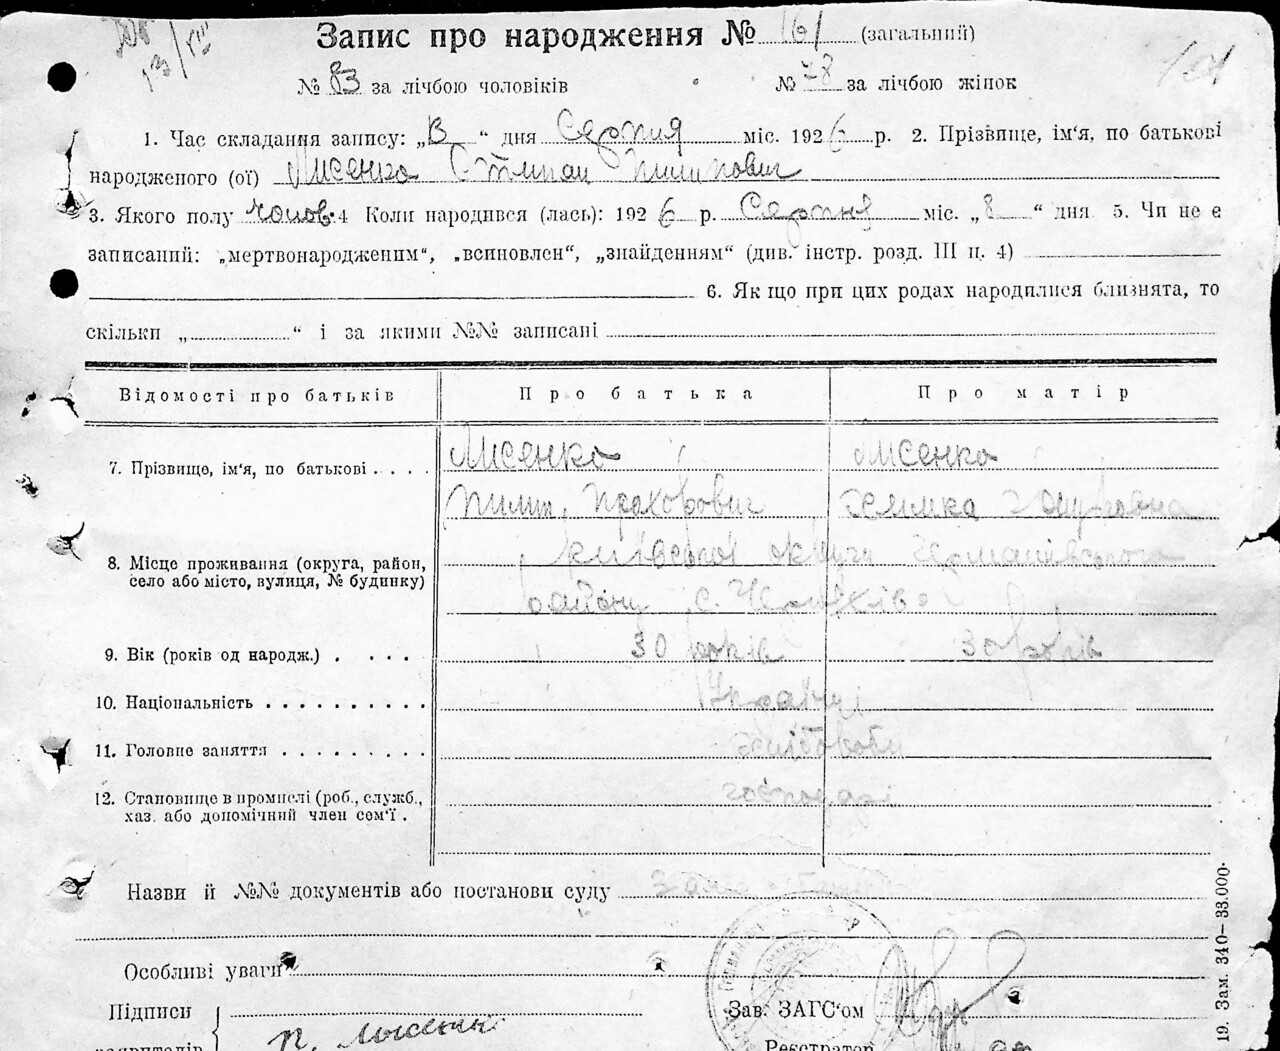 Запис про народження № 161 (загальний)
№ 83 за лічбою чоловіків № 78 за лічбою жінок
1. Час складання запису: „13“ дня Серпня міс. 1926 р. 2. Прізвище, ім'я, по батькові
народженого (ої) Лисенко Степан Пилипович
3. Якого полу чолов. 4 Коли народився (лась): 1926 р. Серпня міс. „8“ дня 5. Чи не є
записаний: „мертвонародженим“, „всиновлен“, „знайденням“ (див. інстр. розд. III п. 4)
6. Якщо при цих родах народилися близнята, то
скільки „ “ і за якими №№ записані
Відомості про батьків Про батька Про матір
7. Прізвище, ім'я, по батькові . . . . Лисенко Лисенко
Пилип Прохорович Химка
8. Місце проживання (округа, район, село або місто, вулиця, № будинку) Київської округи Германівського
району с.
9. Вік (років од народж.) . . . . . 30 років 30 років
10. Національність . . . . . . . . . . Українці
11. Головне заняття . . . . . . . . . хлібороби
12. Становище в промислі (роб., служб., господарі
хаз. або допомічний член сем'ї .
Назви й №№ документів або постанови суду
Особливі уваги
Підписи Зав. ЗАГС'ом
П. Лисенко
Реєстратор
19. Зам. 340—33.000.